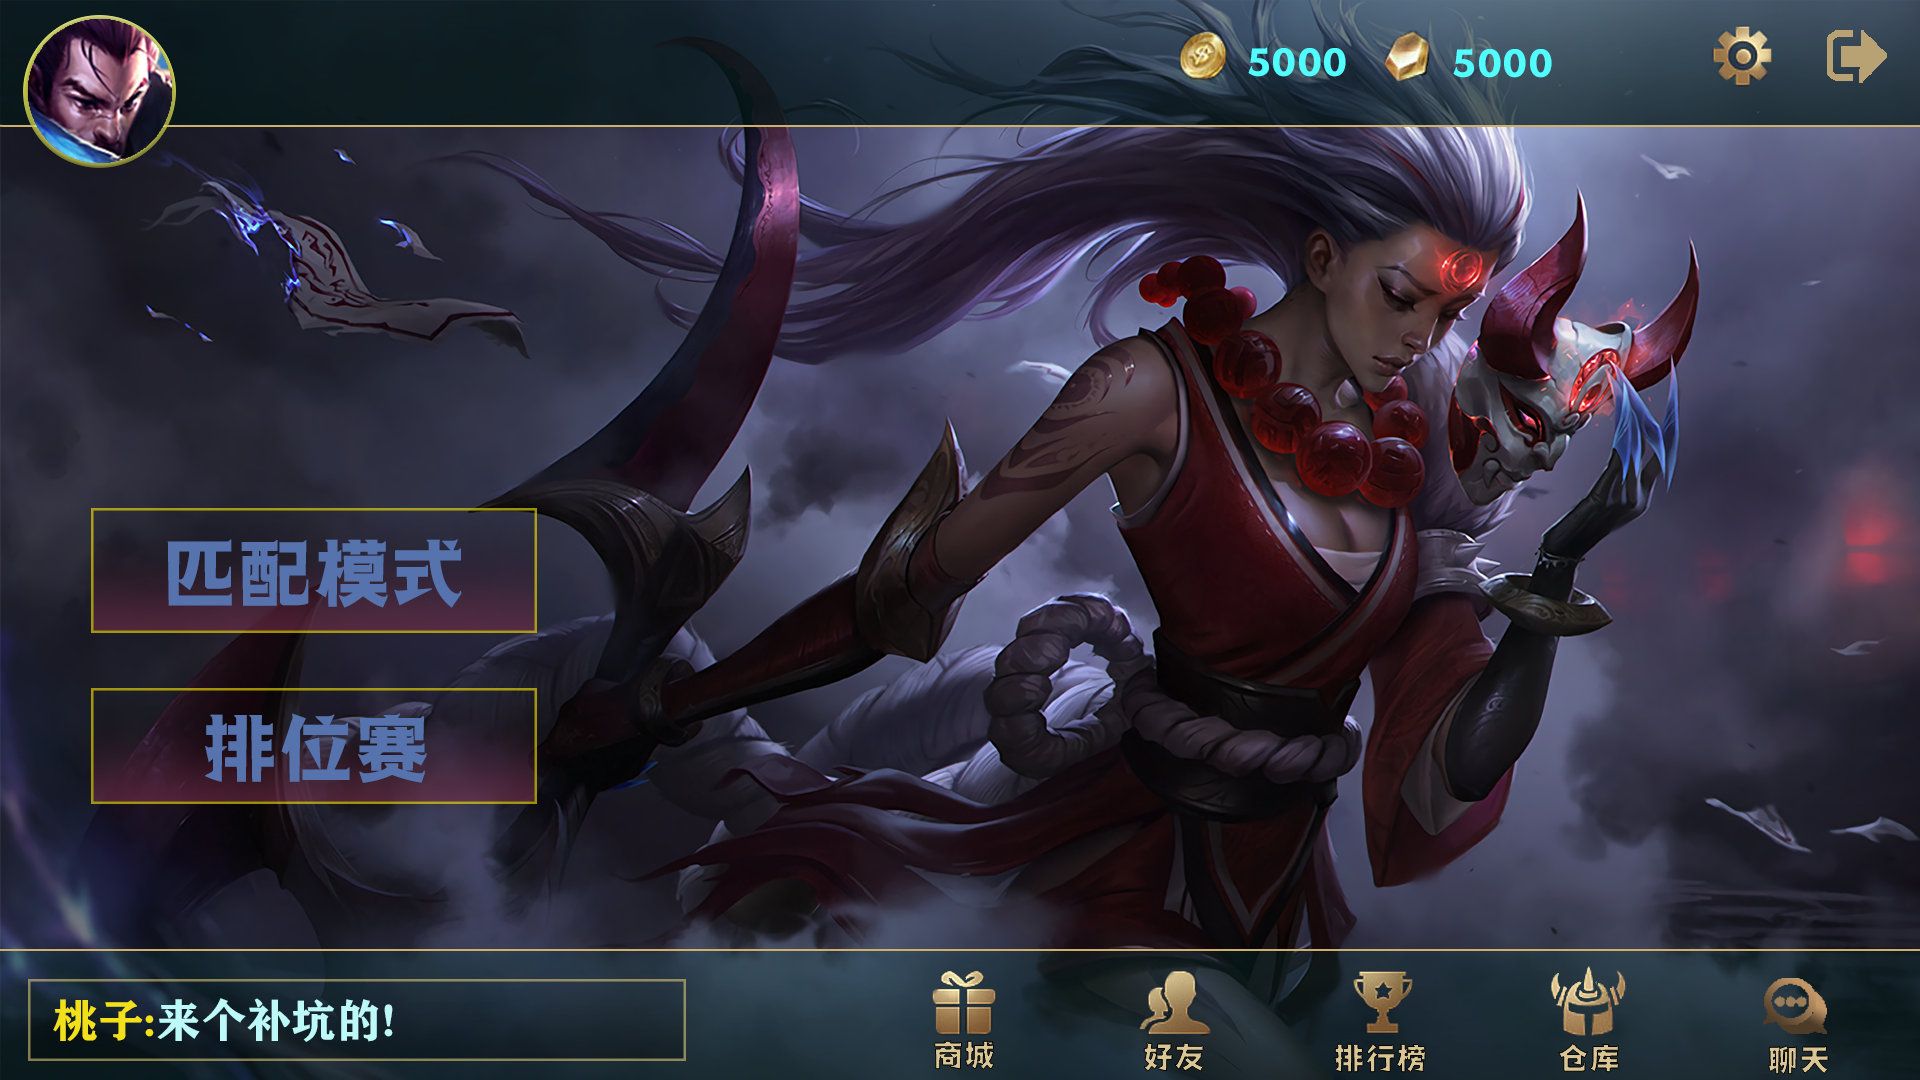 5000 5000
匹配模式
排位赛
桃子:来个补坑的!
商城 好友 排行榜 仓库 聊天